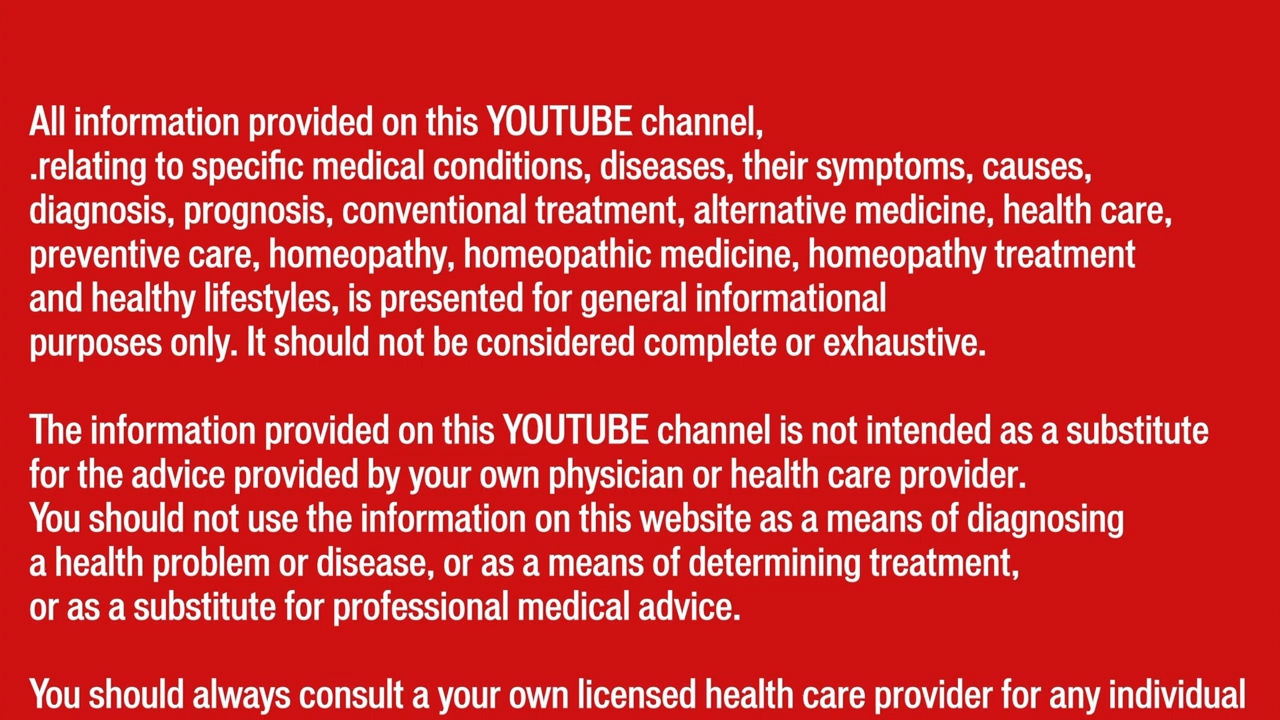 All information provided on this YOUTUBE channel,
.relating to specific medical conditions, diseases, their symptoms, causes,
diagnosis, prognosis, conventional treatment, alternative medicine, health care,
preventive care, homeopathy, homeopathic medicine, homeopathy treatment
and healthy lifestyles, is presented for general informational
purposes only. It should not be considered complete or exhaustive.
The information provided on this YOUTUBE channel is not intended as a substitute
for the advice provided by your own physician or health care provider.
You should not use the information on this website as a means of diagnosing
a health problem or disease, or as a means of determining treatment,
or as a substitute for professional medical advice.
You should always consult a your own licensed health care provider for any individual